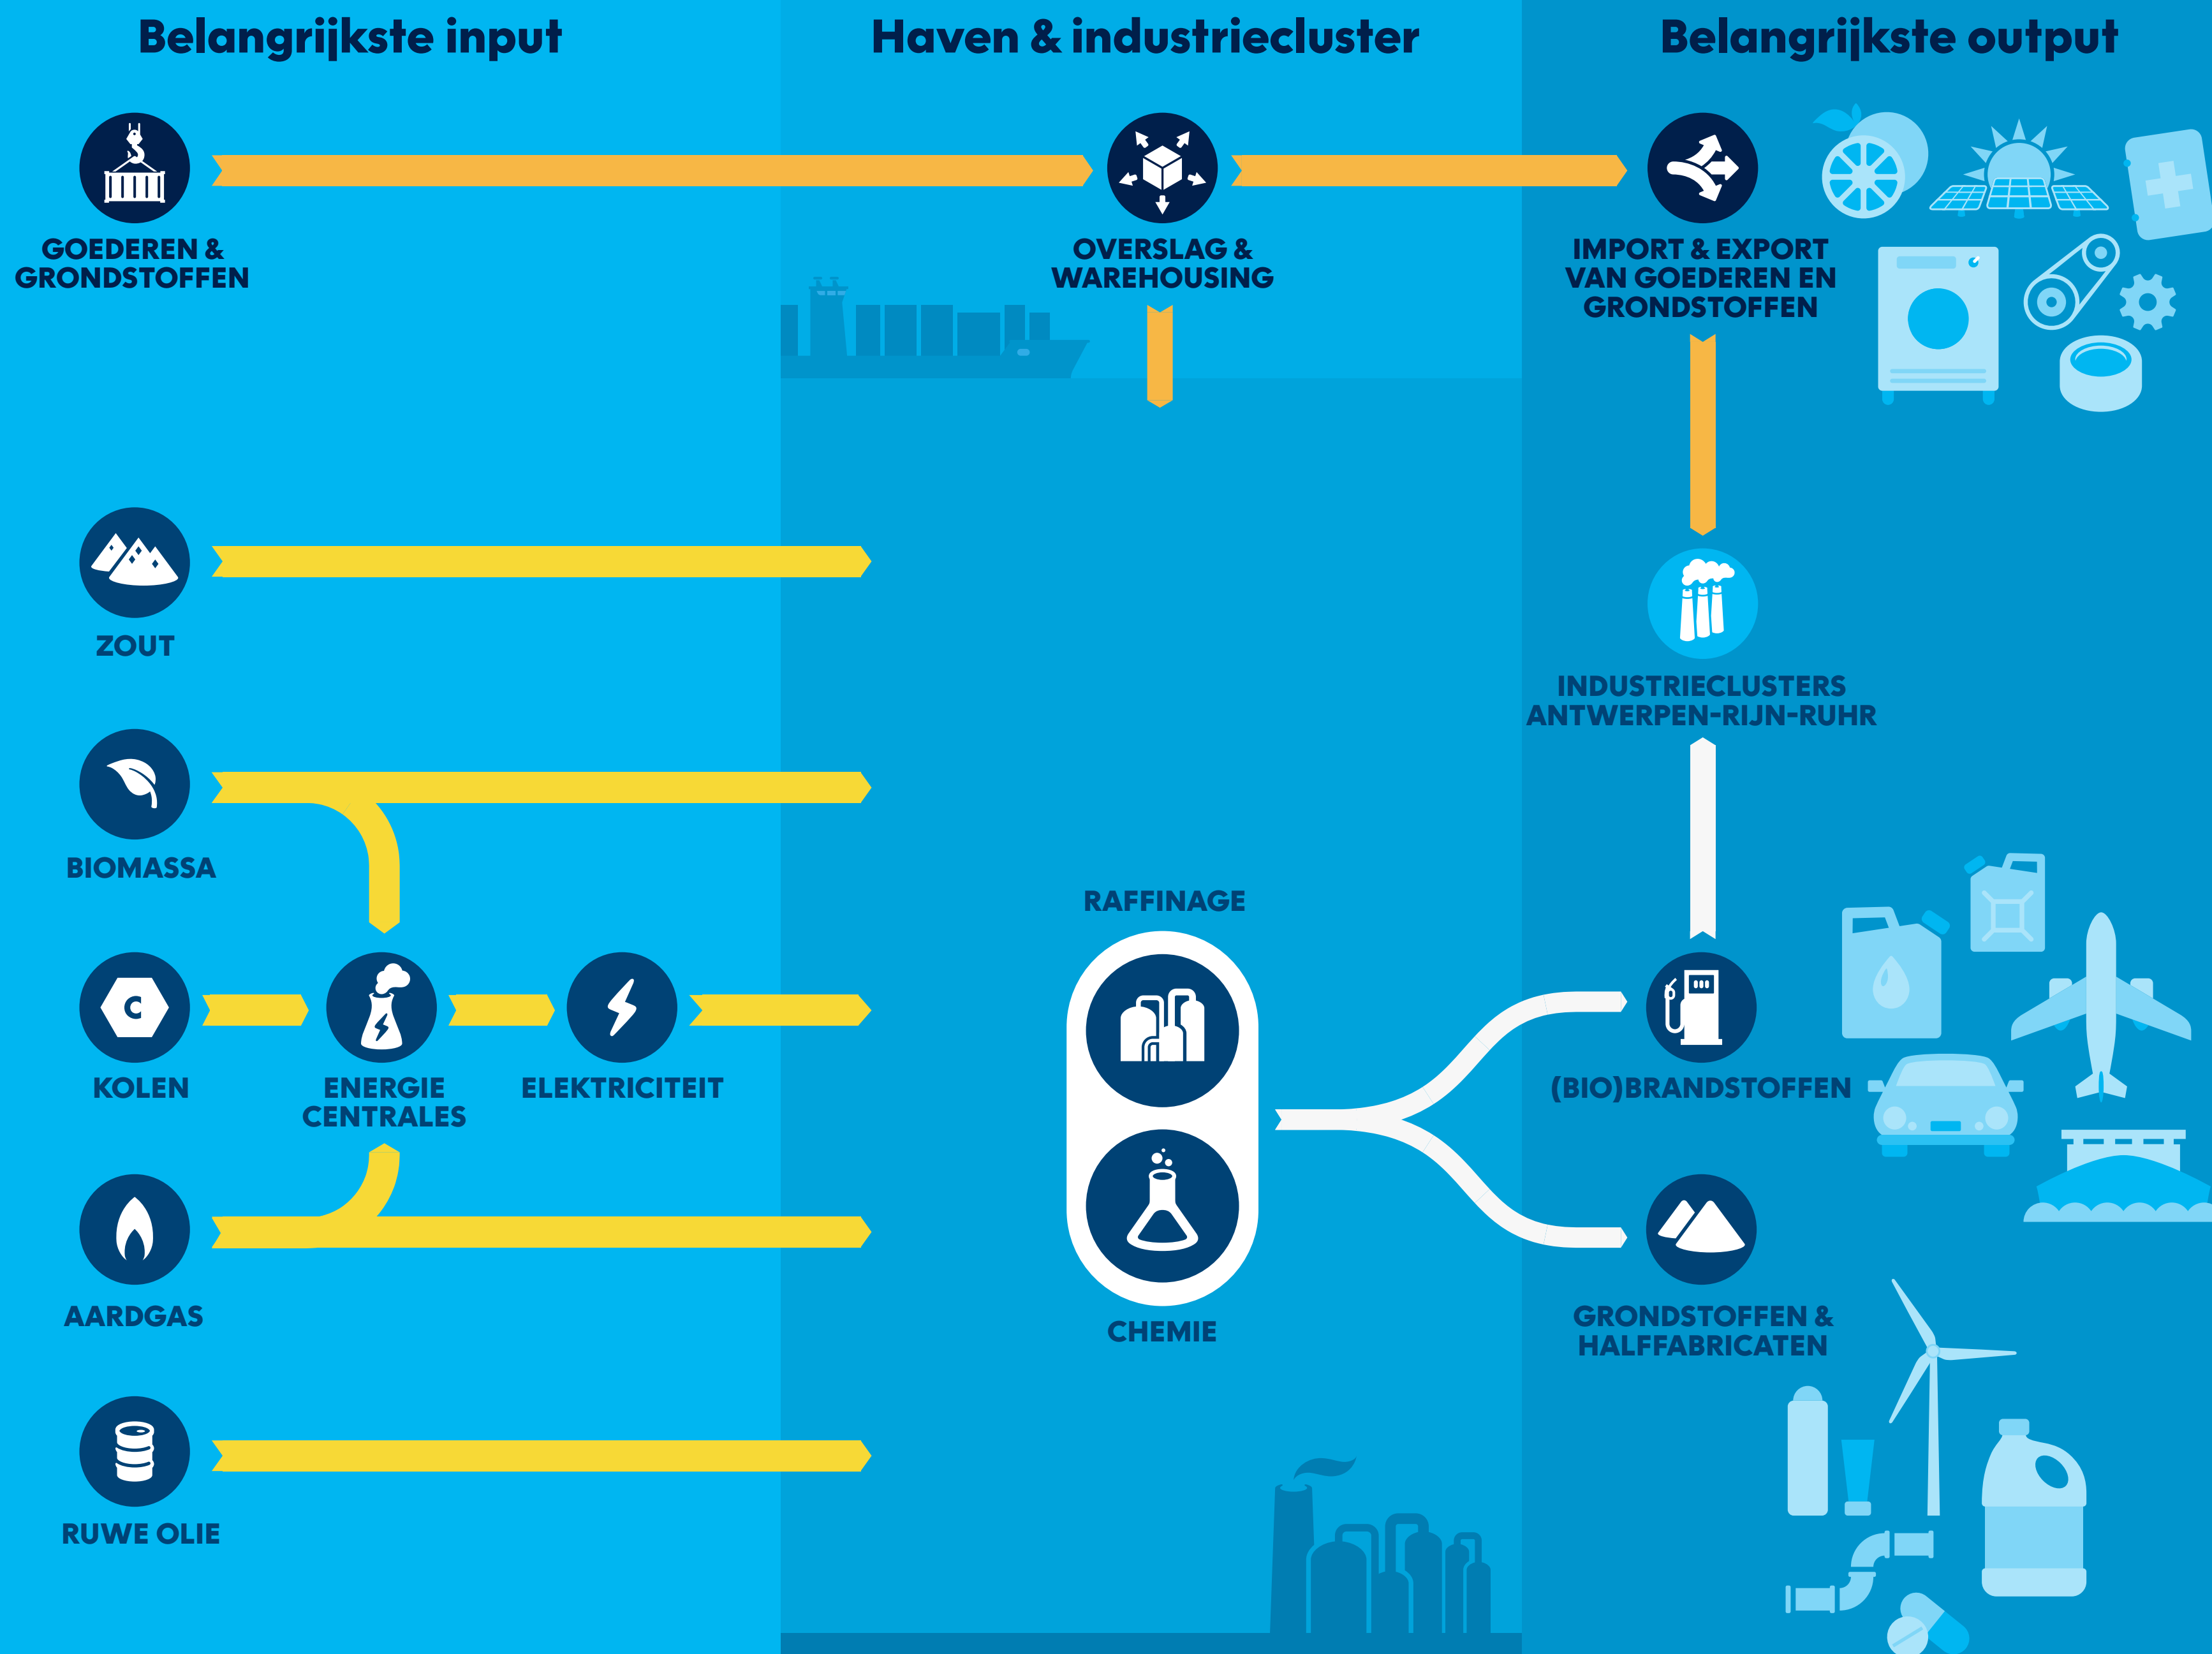 Belangrijkste input
Haven & industriecluster
Belangrijkste output
GOEDEREN &
GRONDSTOFFEN
OVERSLAG &
WAREHOUSING
IMPORT & EXPORT
VAN GOEDEREN EN
GRONDSTOFFEN
ZOUT
INDUSTRIECLUSTERS
ANTWERPEN-RIJN-RUHR
BIOMASSA
RAFFINAGE
C
KOLEN
ENERGIE
CENTRALES
ELEKTRICITEIT
(BIO)BRANDSTOFFEN
AARDGAS
CHEMIE
GRONDSTOFFEN &
HALFFABRICATEN
RUWE OLIE